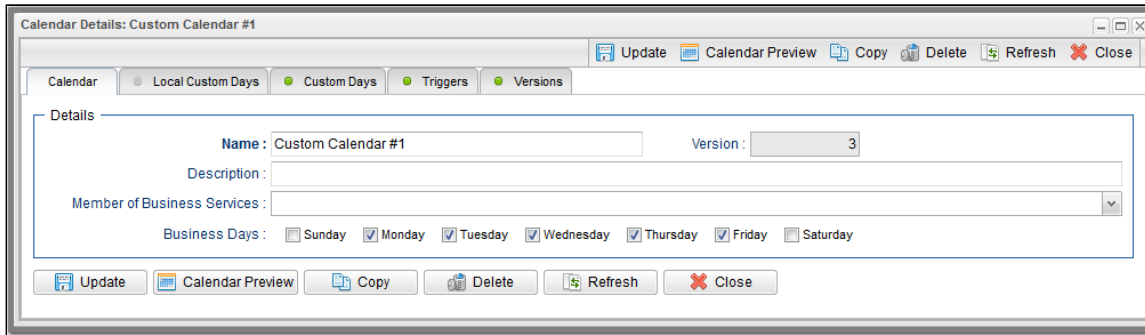 Calendar Details: Custom Calendar #1
Update Calendar Preview Copy Delete Refresh Close
Calendar Local Custom Days Custom Days Triggers Versions
Details
Name : Custom Calendar #1 Version : 3
Description :
Member of Business Services :
Business Days : Sunday Monday Tuesday Wednesday Thursday Friday Saturday
Update Calendar Preview Copy Delete Refresh Close